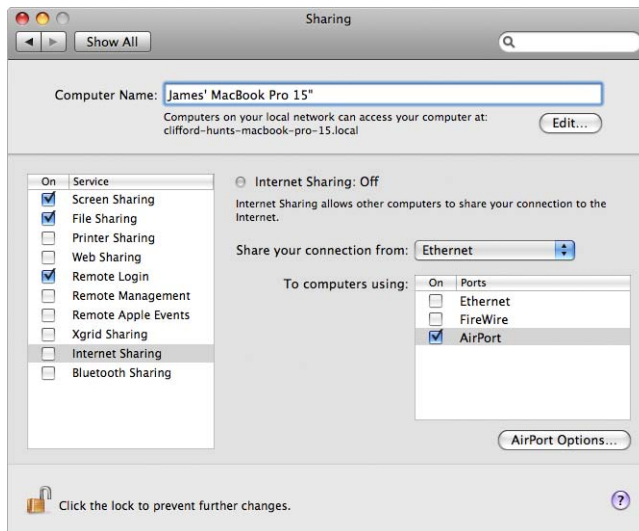 Sharing
Show All
Computer Name: James' MacBook Pro 15"
Computers on your local network can access your computer at:
clifford-hunts-macbook-pro-15.local
Edit...
On Service
Screen Sharing
File Sharing
Printer Sharing
Web Sharing
Remote Login
Remote Management
Remote Apple Events
Xgrid Sharing
Internet Sharing
Bluetooth Sharing
Internet Sharing: Off
Internet Sharing allows other computers to share your connection to the
Internet.
Share your connection from: Ethernet
To computers using:
On Ports
Ethernet
FireWire
AirPort
AirPort Options...
Click the lock to prevent further changes.
?